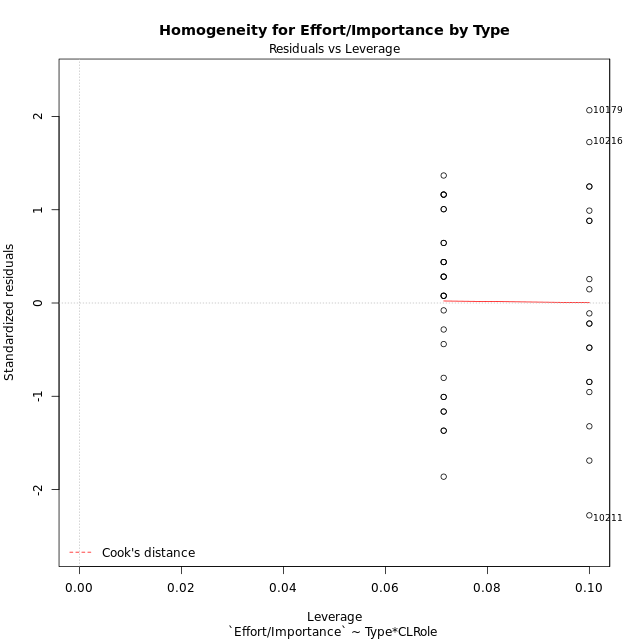 Homogeneity for Effort/Importance by Type
Residuals vs Leverage
Standardized residuals
2
1
0
-1
-2
10179
10216
10211
Cook's distance
0.00 0.02 0.04 0.06 0.08 0.10
Leverage
`Effort/Importance` ~ Type*CLRole